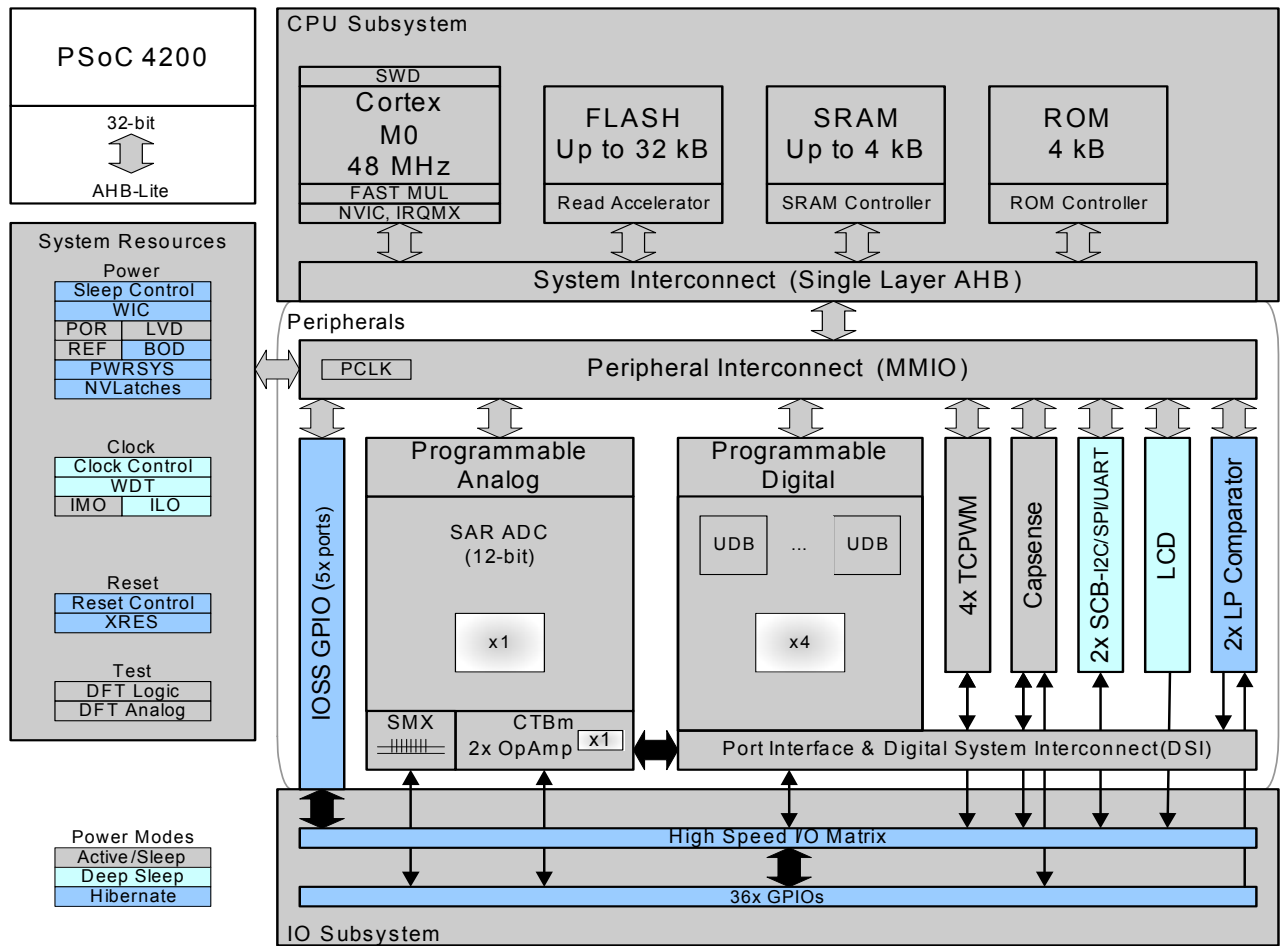 PSoC 4200
32-bit
AHB-Lite
System Resources
Power
Sleep Control
WIC
POR LVD
REF BOD
PWRSYS
NVLatches
Clock
Clock Control
WDT
IMO ILO
Reset
Reset Control
XRES
Test
DFT Logic
DFT Analog
Power Modes
Active/Sleep
Deep Sleep
Hibernate
CPU Subsystem
SWD
Cortex
M0
48 MHz
FAST MUL
NVIC, IRQMX
FLASH
Up to 32 kB
Read Accelerator
SRAM
Up to 4 kB
SRAM Controller
ROM
4 kB
ROM Controller
System Interconnect (Single Layer AHB)
Peripherals
PCLK
Peripheral Interconnect (MMIO)
IOSS GPIO (5x ports)
Programmable
Analog
SAR ADC
(12-bit)
x1
SMX
CTBm
2x OpAmp
x1
Programmable
Digital
UDB ... UDB
x4
4x TCPWM
Capsense
2x SCB-I2C/SPI/UART
LCD
2x LP Comparator
Port Interface & Digital System Interconnect(DSI)
High Speed I/O Matrix
36x GPIOs
IO Subsystem